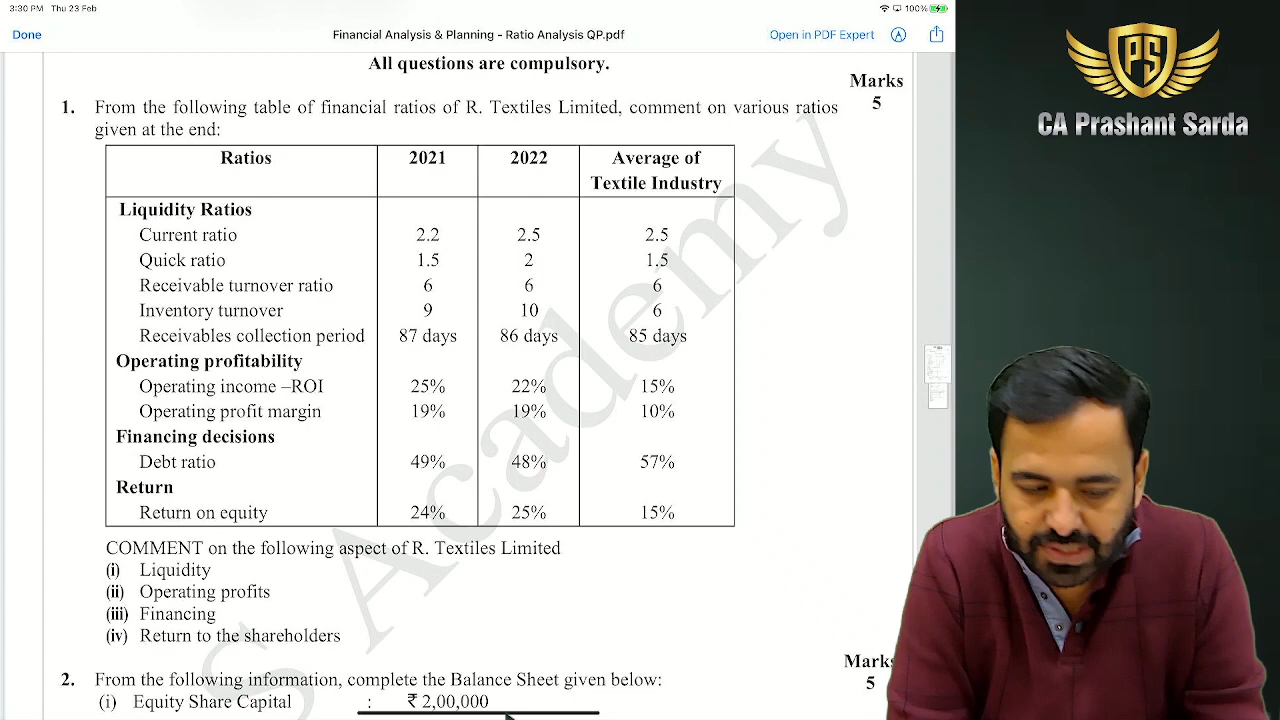 3:30 PM Thu 23 Feb 100%
Done Financial Analysis & Planning - Ratio Analysis QP.pdf Open in PDF Expert
PS
CA Prashant Sarda
All questions are compulsory.
Marks
1. From the following table of financial ratios of R. Textiles Limited, comment on various ratios 5
given at the end:
Ratios 2021 2022 Average of
Textile Industry
Liquidity Ratios
Current ratio 2.2 2.5 2.5
Quick ratio 1.5 2 1.5
Receivable turnover ratio 6 6 6
Inventory turnover 9 10 6
Receivables collection period 87 days 86 days 85 days
Operating profitability
Operating income –ROI 25% 22% 15%
Operating profit margin 19% 19% 10%
Financing decisions
Debt ratio 49% 48% 57%
Return
Return on equity 24% 25% 15%
COMMENT on the following aspect of R. Textiles Limited
(i) Liquidity
(ii) Operating profits
(iii) Financing
(iv) Return to the shareholders
Marks
2. From the following information, complete the Balance Sheet given below: 5
(i) Equity Share Capital : ₹ 2,00,000
S Academy